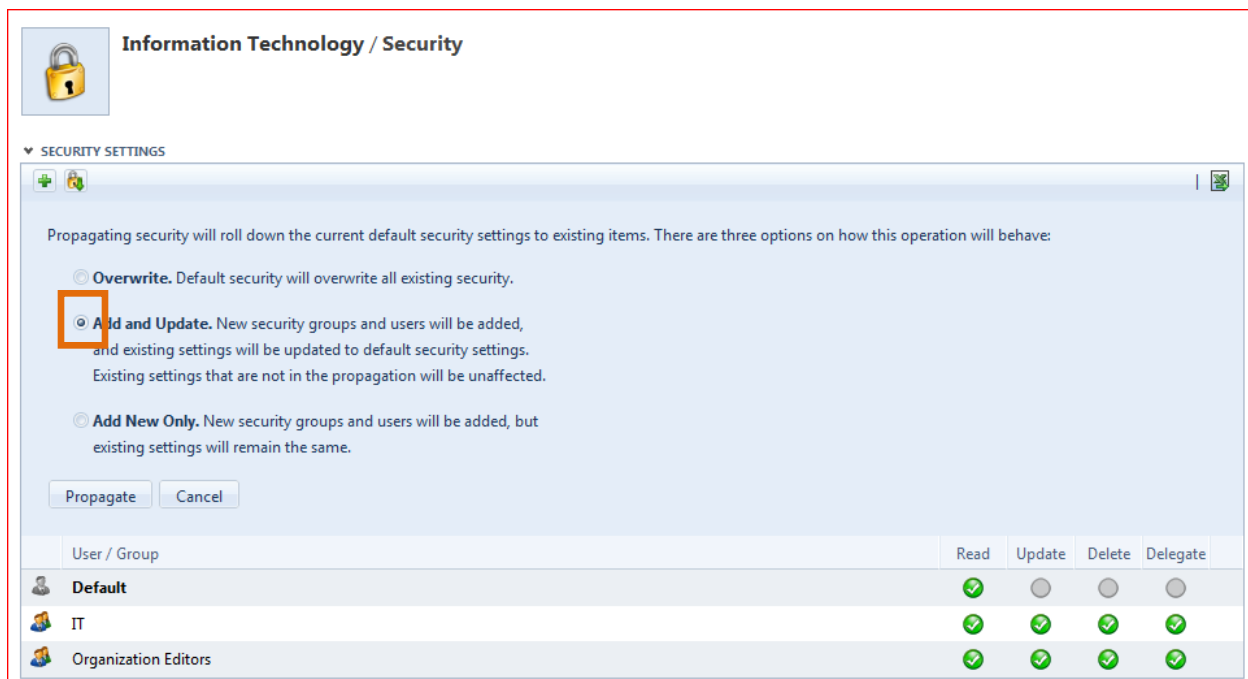 Information Technology / Security
SECURITY SETTINGS
|
Propagating security will roll down the current default security settings to existing items. There are three options on how this operation will behave:
Overwrite. Default security will overwrite all existing security.
Add and Update. New security groups and users will be added,
and existing settings will be updated to default security settings.
Existing settings that are not in the propagation will be unaffected.
Add New Only. New security groups and users will be added, but
existing settings will remain the same.
Propagate Cancel
User / Group Read Update Delete Delegate
Default
IT
Organization Editors